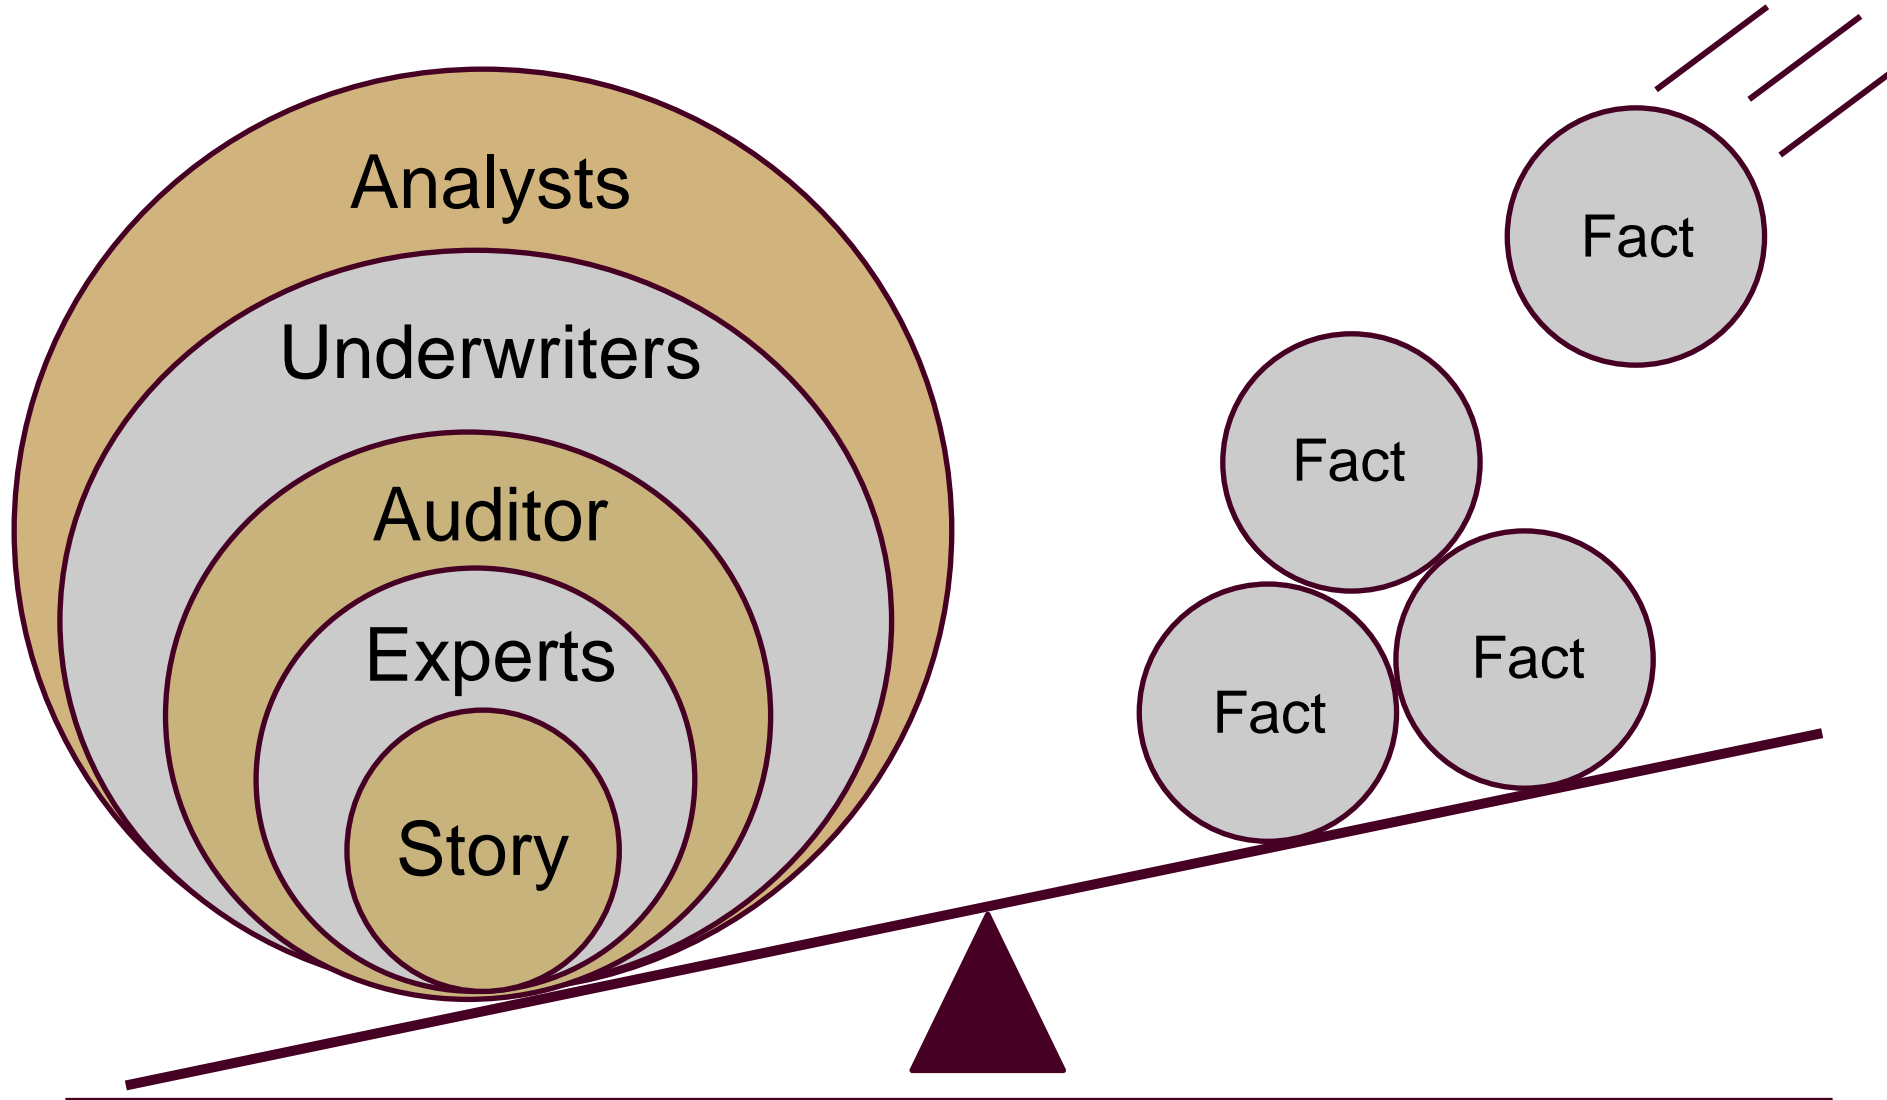 Analysts
Underwriters
Auditor
Experts
Story
Fact
Fact
Fact
Fact